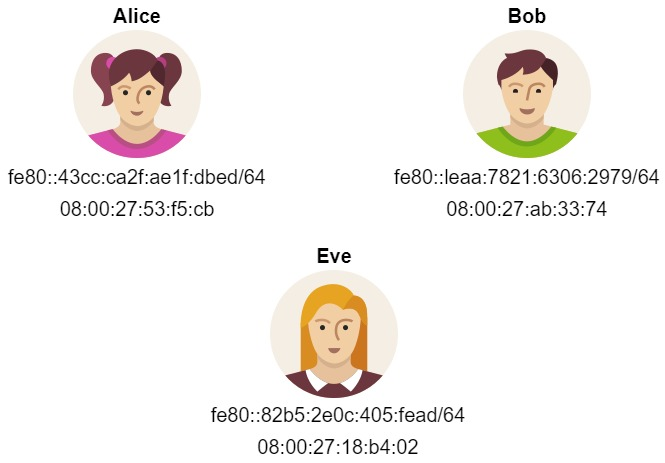 Alice
Bob
fe80::43cc:ca2f:ae1f:dbed/64
fe80::leaa:7821:6306:2979/64
08:00:27:53:f5:cb
08:00:27:ab:33:74
Eve
fe80::82b5:2e0c:405:fead/64
08:00:27:18:b4:02